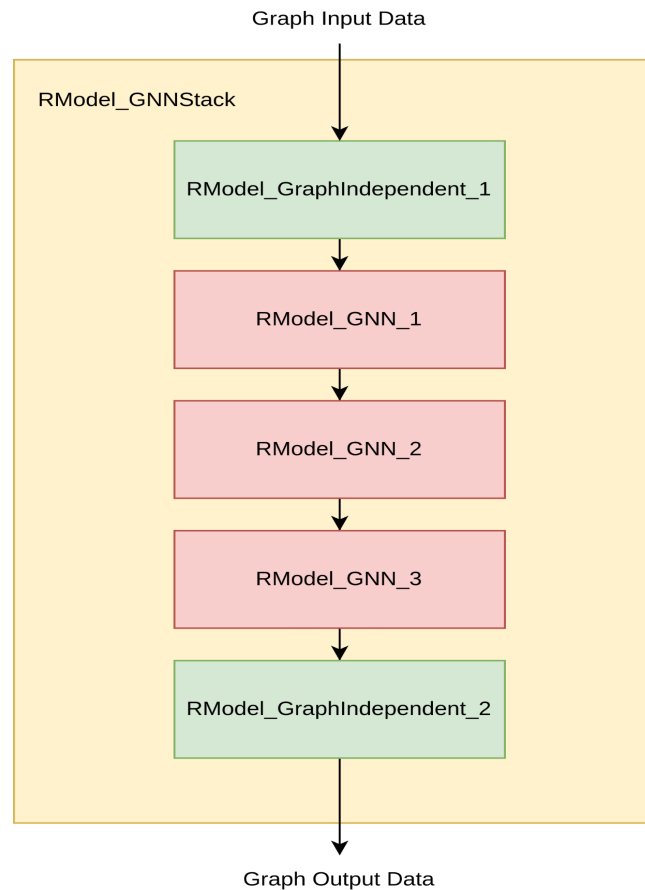 Graph Input Data
RModel_GNNStack
RModel_GraphIndependent_1
RModel_GNN_1
RModel_GNN_2
RModel_GNN_3
RModel_GraphIndependent_2
Graph Output Data